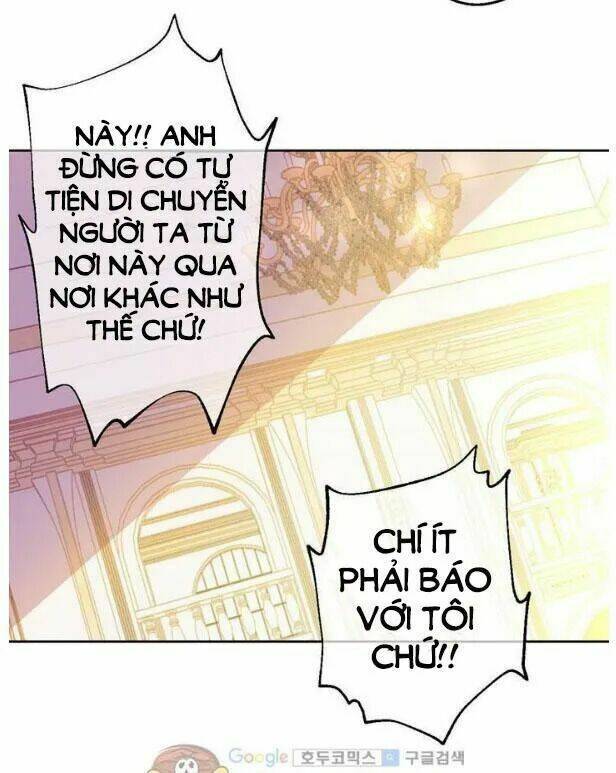 NÀY!! ANH
ĐỪNG CÓ TỰ
TIỆN DI CHUYỂN
NGƯỜI TA TỪ
NƠI NÀY QUA
NƠI KHÁC NHƯ
THẾ CHỨ!
CHÍ ÍT
PHẢI BÁO
VỚI TÔI
CHỨ!!
Google 호두코믹스 구글검색